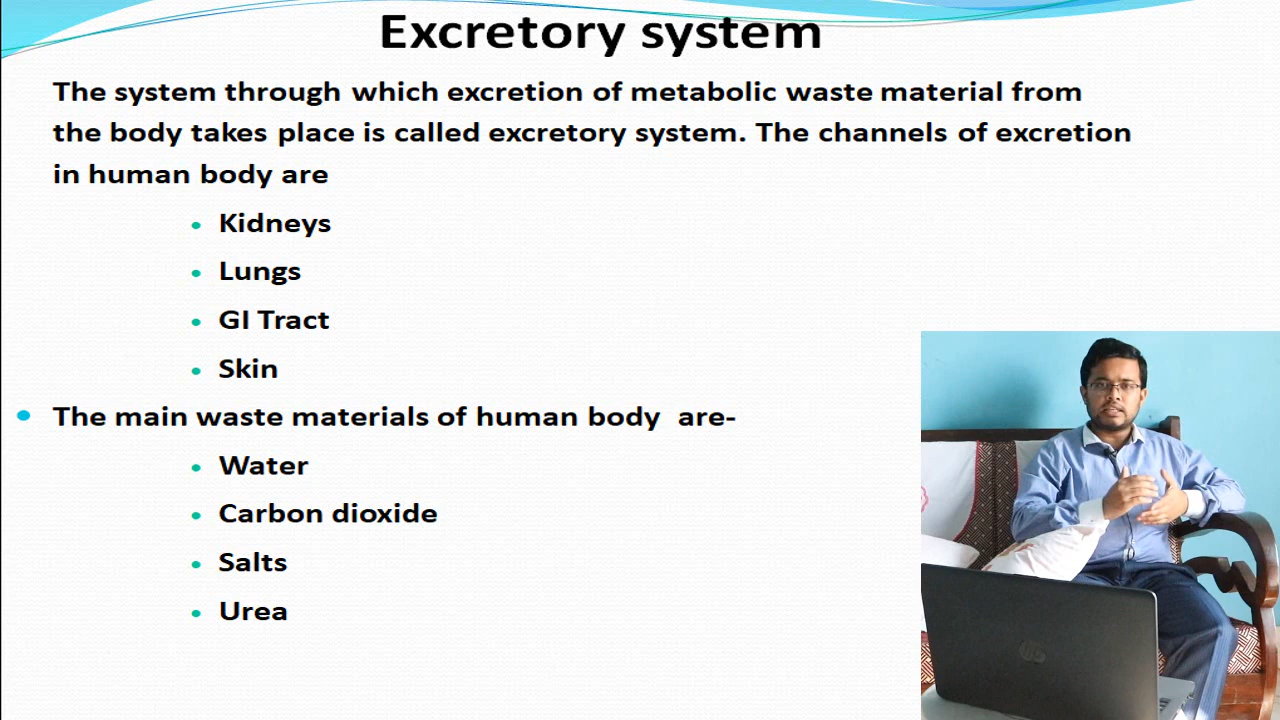 Excretory system
The system through which excretion of metabolic waste material from
the body takes place is called excretory system. The channels of excretion
in human body are
• Kidneys
• Lungs
• GI Tract
• Skin
• The main waste materials of human body are-
• Water
• Carbon dioxide
• Salts
• Urea